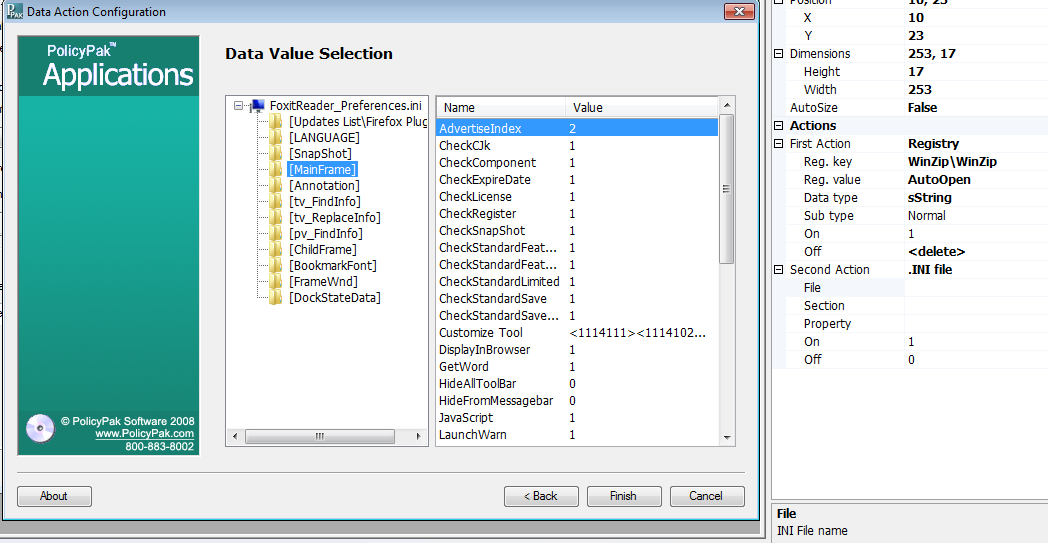 Data Action Configuration
PolicyPak™
Applications
© PolicyPak Software 2008
www.PolicyPak.com
800-883-8002
Data Value Selection
FoxitReader_Preferences.ini
[Updates List\Firefox Plug
[LANGUAGE]
[SnapShot]
[MainFrame]
[Annotation]
[tv_FindInfo]
[tv_ReplaceInfo]
[pv_FindInfo]
[ChildFrame]
[BookmarkFont]
[FrameWnd]
[DockStateData]
Name Value
AdvertiseIndex 2
CheckCJk 1
CheckComponent 1
CheckExpireDate 1
CheckLicense 1
CheckRegister 1
CheckSnapShot 1
CheckStandardFeat... 1
CheckStandardFeat... 1
CheckStandardLimited 1
CheckStandardSave 1
CheckStandardSave... 1
Customize Tool <1114111><1114102...
DisplayInBrowser 1
GetWord 1
HideAllToolBar 0
HideFromMessagebar 0
JavaScript 1
LaunchWarn 1
About
< Back
Finish
Cancel
Position 10, 23
X 10
Y 23
Dimensions 253, 17
Height 17
Width 253
AutoSize False
Actions
First Action Registry
Reg. key WinZip\WinZip
Reg. value AutoOpen
Data type sString
Sub type Normal
On 1
Off <delete>
Second Action .INI file
File
Section
Property
On 1
Off 0
File
INI File name